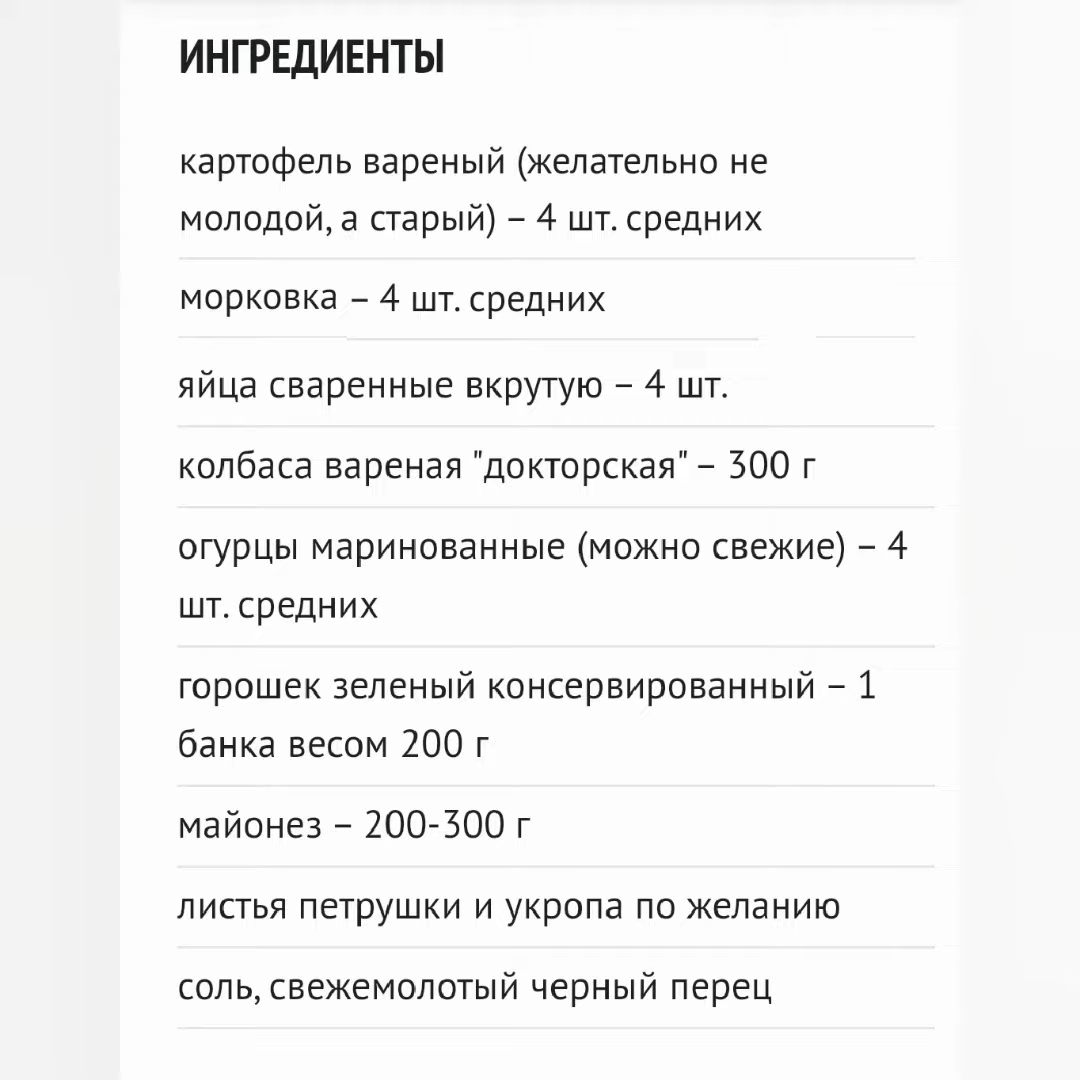 ИНГРЕДИЕНТЫ
картофель вареный (желательно не
молодой, а старый) – 4 шт. средних
морковка – 4 шт. средних
яйца сваренные вкрутую – 4 шт.
колбаса вареная "докторская" – 300 г
огурцы маринованные (можно свежие) – 4
шт. средних
горошек зеленый консервированный – 1
банка весом 200 г
майонез – 200-300 г
листья петрушки и укропа по желанию
соль, свежемолотый черный перец